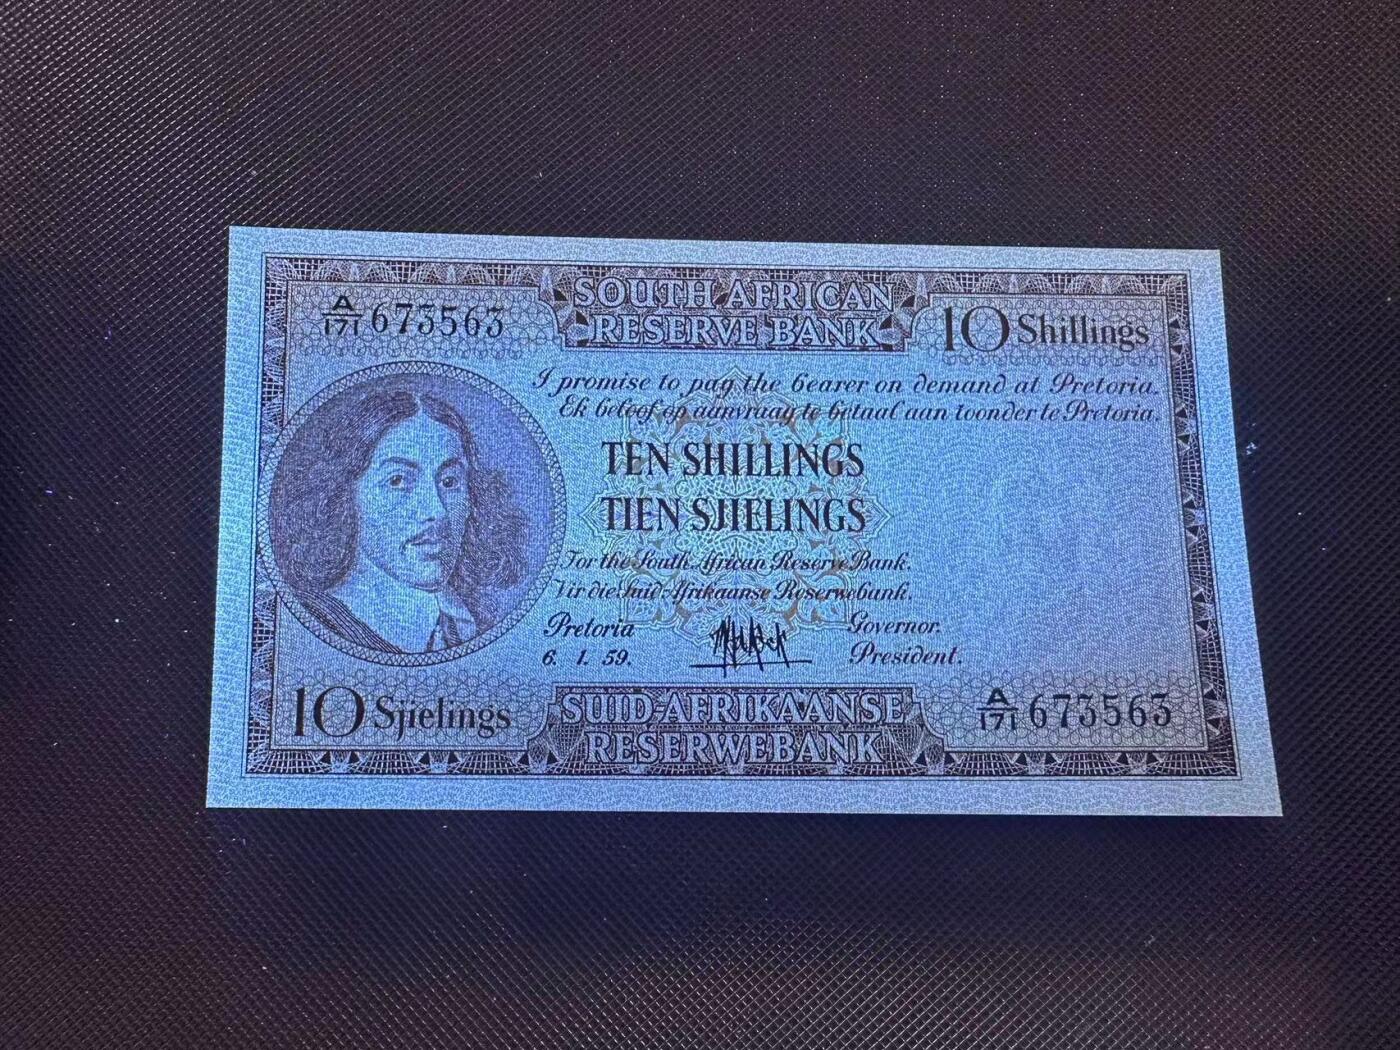 SOUTH AFRICAN
RESERVE BANK
A/171 673563
10 Shillings
I promise to pay the bearer on demand at Pretoria.
Ek beloof op aanvraag te betaal aan toonder te Pretoria.
TEN SHILLINGS
TIEN SJIELINGS
For the South African Reserve Bank.
Vir die Suid-Afrikaanse Reserwebank.
Pretoria
6. 1. 59.
Governor.
President.
10 Sjielings
SUID-AFRIKAANSE
RESERWEBANK
A/171 673563